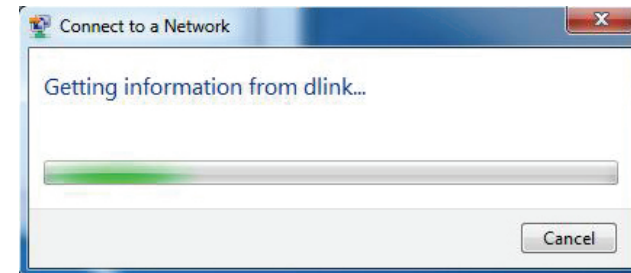 Connect to a Network
Getting information from dlink...
Cancel